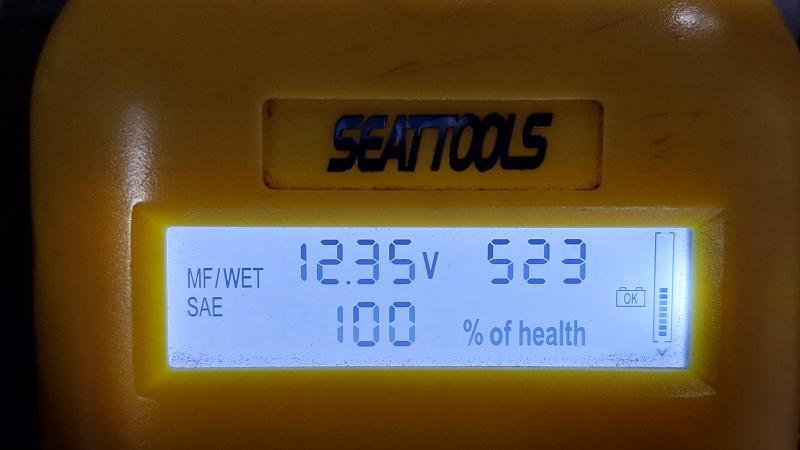 SEATTOOLS
MF/WET 12.35V 523
SAE 100 % of health
OK